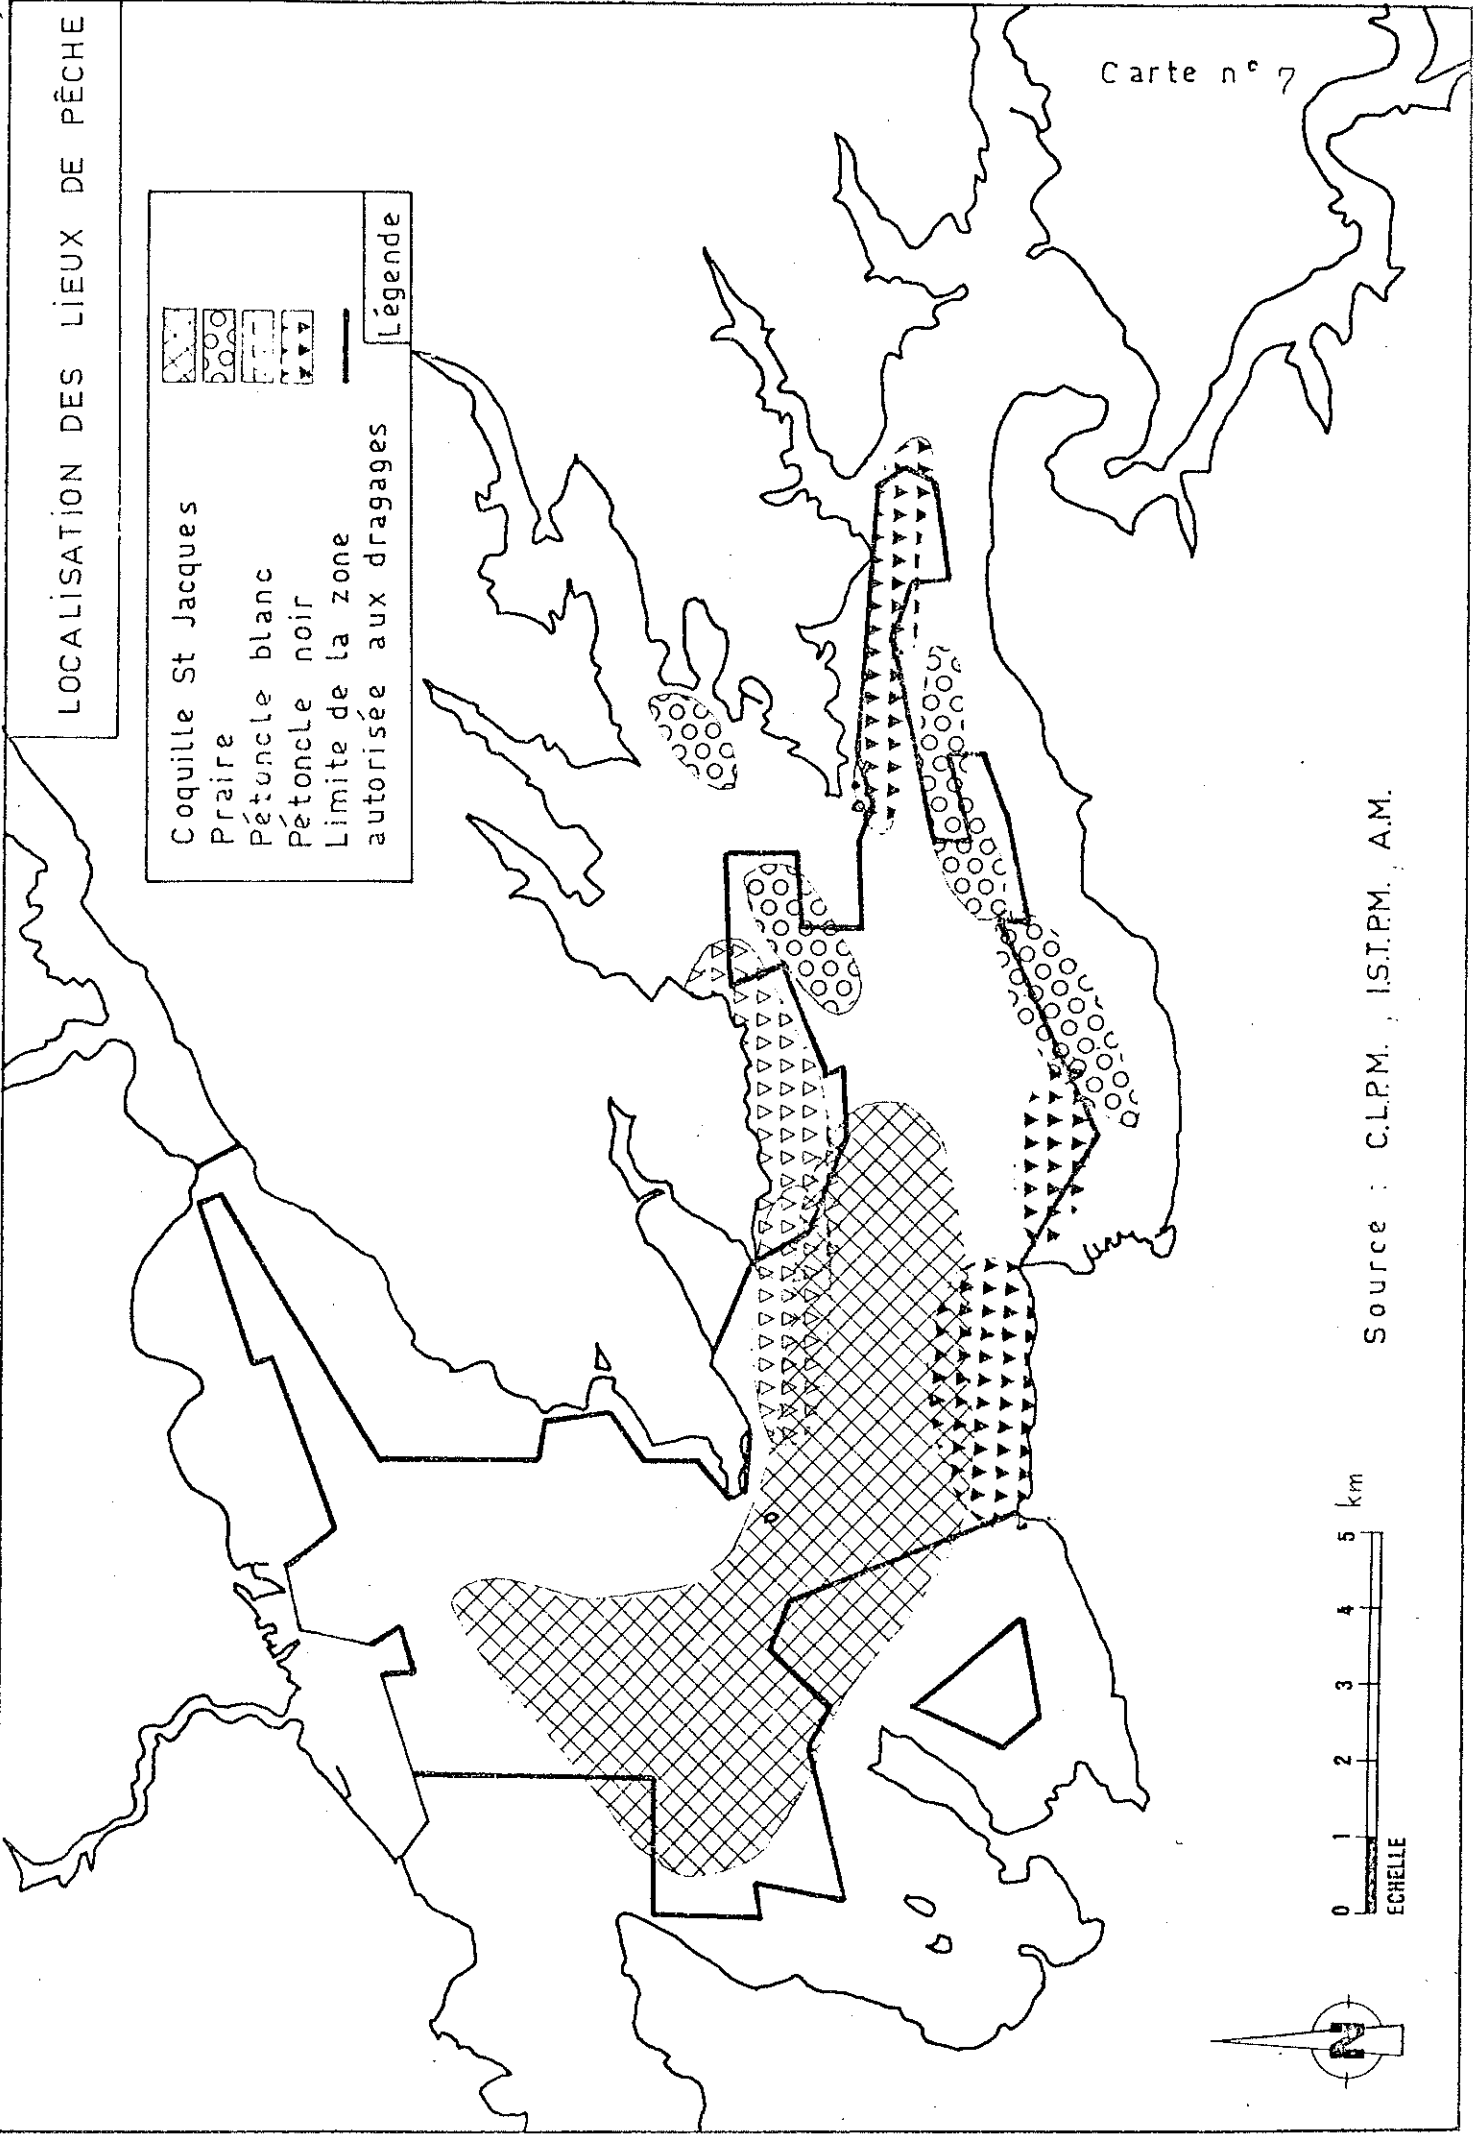 LOCALISATION DES LIEUX DE PÊCHE
Coquille St Jacques
Praire
Pétoncle blanc
Pétoncle noir
Limite de la zone
autorisée aux dragages
Légende
Carte n° 7
Source : C.L.P.M. , I.S.T.P.M. , A.M.
0 1 2 3 4 5 km
ECHELLE
N